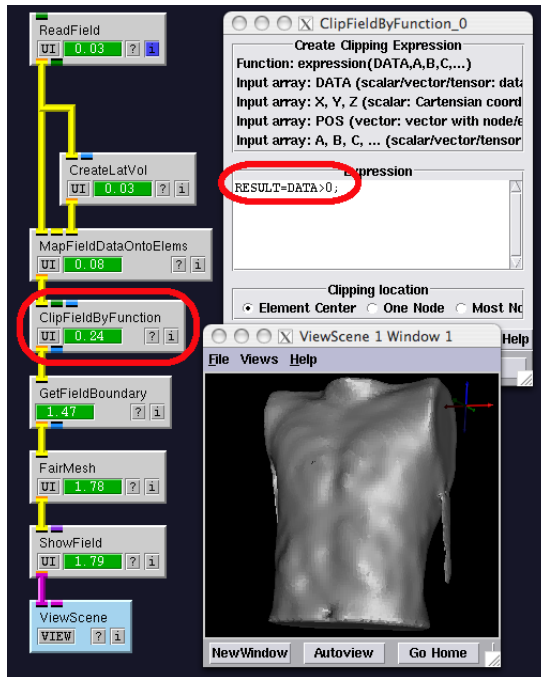 ReadField
UI 0.03 ? i
CreateLatVol
UI 0.03 ? i
MapFieldDataOntoElems
UI 0.08 ? i
ClipFieldByFunction
UI 0.24 ? i
GetFieldBoundary
1.47 ? i
FairMesh
UI 1.78 ? i
ShowField
UI 1.79 ? i
ViewScene
VIEW ? i
X ClipFieldByFunction_0
Create Clipping Expression
Function: expression(DATA,A,B,C,...)
Input array: DATA (scalar/vector/tensor: data
Input array: X, Y, Z (scalar: Cartensian coord
Input array: POS (vector: vector with node/e
Input array: A, B, C, ... (scalar/vector/tensor
Expression
RESULT=DATA>0;
Clipping location
Element Center One Node Most No
Help
X ViewScene 1 Window 1
File Views Help
NewWindow Autoview Go Home